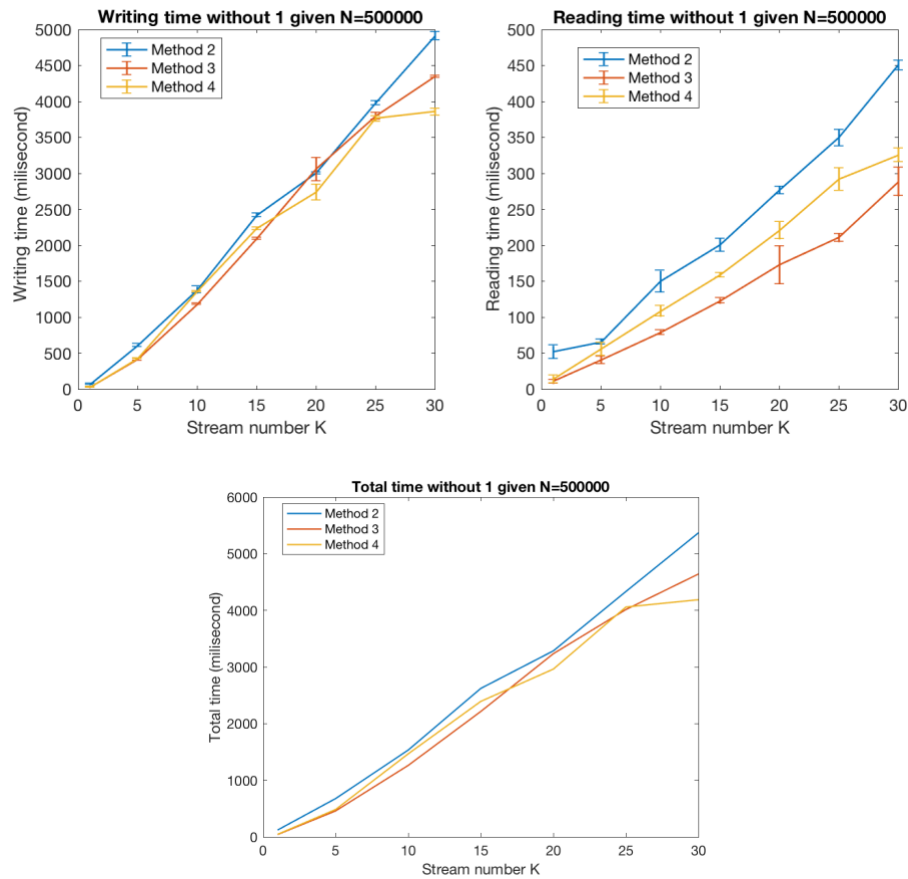 Writing time without 1 given N=500000
Writing time (milisecond)
5000
4500
4000
3500
3000
2500
2000
1500
1000
500
0
Method 2
Method 3
Method 4
0 5 10 15 20 25 30
Stream number K
Reading time without 1 given N=500000
Reading time (milisecond)
500
450
400
350
300
250
200
150
100
50
0
Method 2
Method 3
Method 4
0 5 10 15 20 25 30
Stream number K
Total time without 1 given N=500000
Total time (milisecond)
6000
5000
4000
3000
2000
1000
0
Method 2
Method 3
Method 4
0 5 10 15 20 25 30
Stream number K